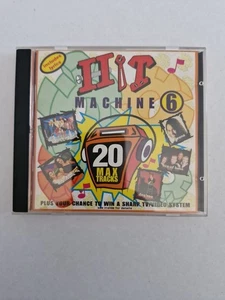 HIT
MACHINE 6
20
MAX
TRACKS
PLUS YOUR CHANCE TO WIN A SHARP TV/VIDEO SYSTEM